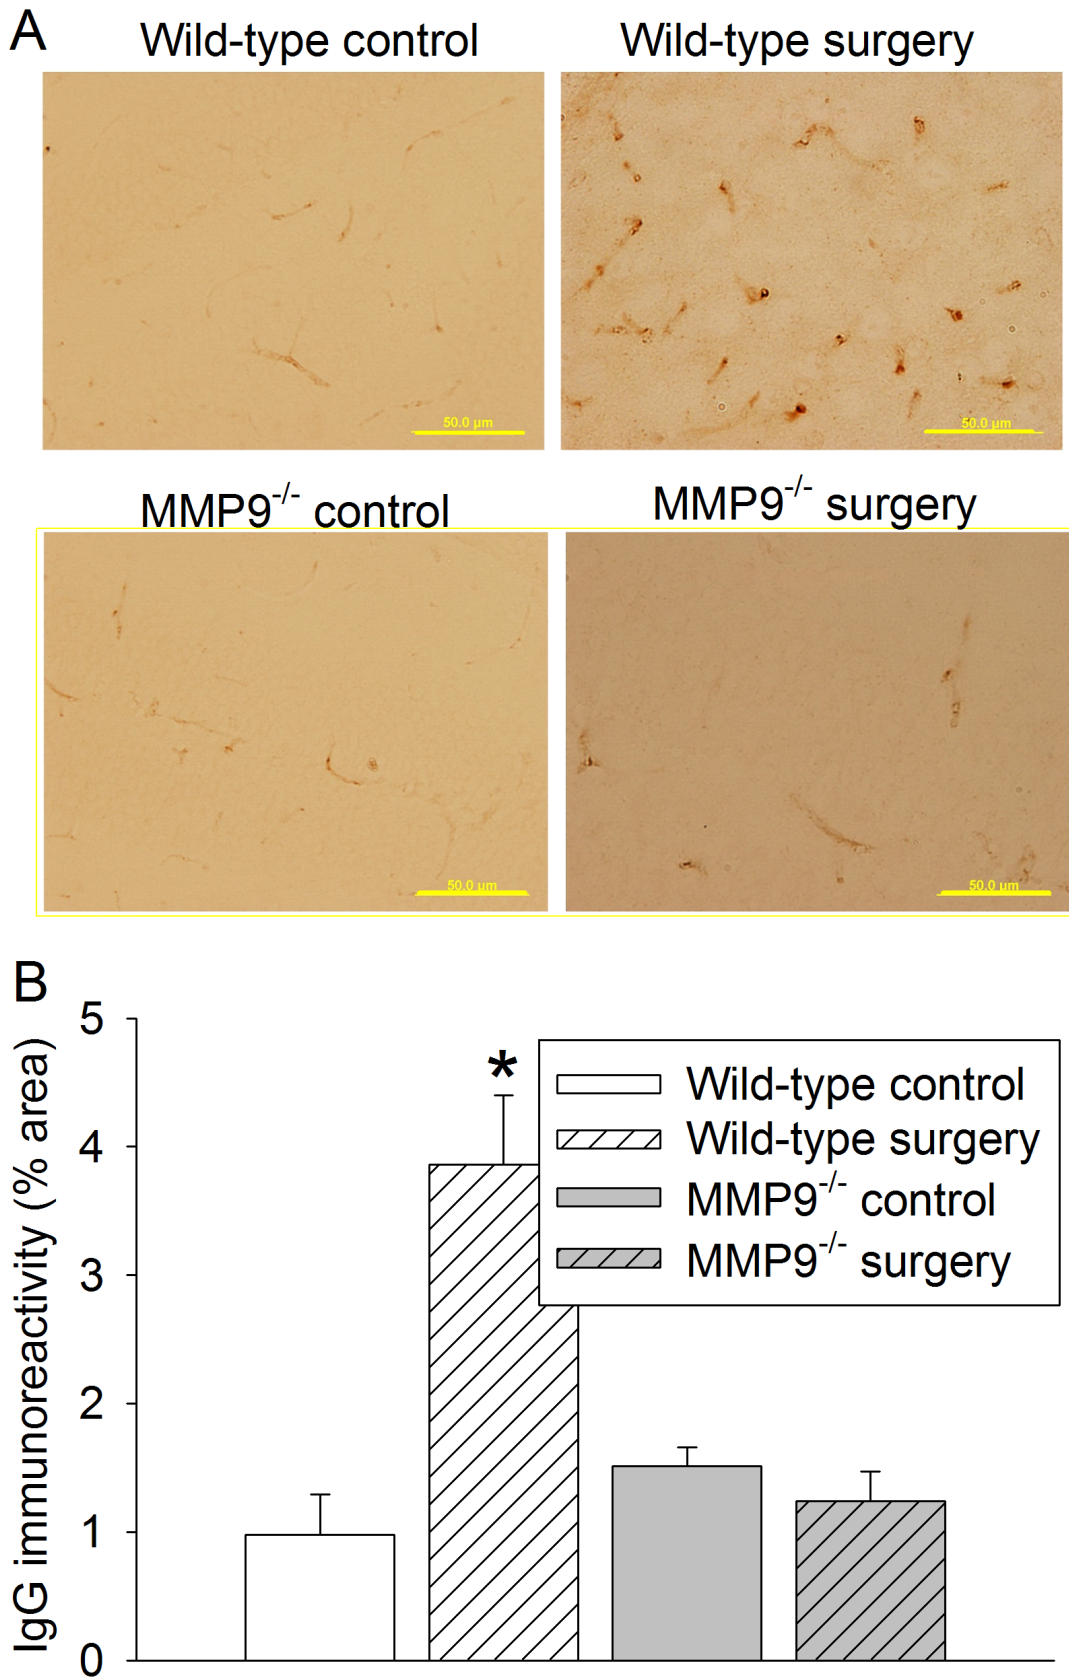 A
Wild-type control
Wild-type surgery
50.0 µm
50.0 µm
MMP9-/- control
MMP9-/- surgery
50.0 µm
50.0 µm
B
IgG immunoreactivity (% area)
5
4
3
2
1
0
*
Wild-type control
Wild-type surgery
MMP9-/- control
MMP9-/- surgery